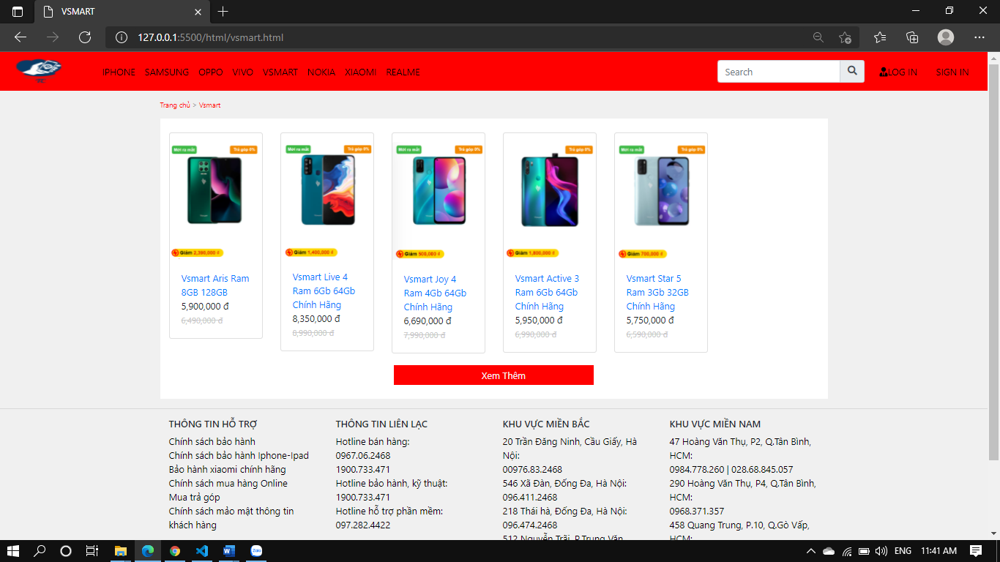 VSMART
127.0.0.1:5500/html/vsmart.html
IPHONE SAMSUNG OPPO VIVO VSMART NOKIA XIAOMI REALME Search LOG IN SIGN IN
Trang chủ > Vsmart
Mới ra mắt Trả góp 0%
Giảm 2,390,000 đ
Vsmart Aris Ram
8GB 128GB
5,900,000 đ
6,490,000 đ
Mới ra mắt Trả góp 0%
Giảm 1,400,000 đ
Vsmart Live 4
Ram 6Gb 64Gb
Chính Hãng
8,350,000 đ
8,990,000 đ
Mới ra mắt Trả góp 0%
Giảm 500,000 đ
Vsmart Joy 4
Ram 4Gb 64Gb
Chính Hãng
6,690,000 đ
7,990,000 đ
Trả góp 0%
Giảm 1,800,000 đ
Vsmart Active 3
Ram 6Gb 64Gb
Chính Hãng
5,950,000 đ
6,990,000 đ
Mới ra mắt Trả góp 0%
Giảm 700,000 đ
Vsmart Star 5
Ram 3Gb 32GB
Chính Hãng
5,750,000 đ
6,590,000 đ
Xem Thêm
THÔNG TIN HỖ TRỢ
Chính sách bảo hành
Chính sách bảo hành Iphone-Ipad
Bảo hành xiaomi chính hãng
Chính sách mua hàng Online
Mua trả góp
Chính sách mảo mật thông tin
khách hàng
THÔNG TIN LIÊN LẠC
Hotline bán hàng:
0967.06.2468
1900.733.471
Hotline bảo hành, kỹ thuật:
1900.733.471
Hotline hỗ trợ phần mềm:
097.282.4422
KHU VỰC MIỀN BẮC
20 Trần Đăng Ninh, Cầu Giấy, Hà
Nội:
00976.83.2468
546 Xã Đàn, Đống Đa, Hà Nội:
096.411.2468
218 Thái hà, Đống Đa, Hà Nội:
096.474.2468
512 Nguyễn Trãi, P.Trung Văn,
KHU VỰC MIỀN NAM
47 Hoàng Văn Thụ, P2, Q.Tân Bình,
HCM:
0984.778.260 | 028.68.845.057
290 Hoàng Văn Thụ, P4, Q.Tân Bình,
HCM:
0968.371.357
458 Quang Trung, P.10, Q.Gò Vấp,
HCM:
Zalo
ENG 11:41 AM